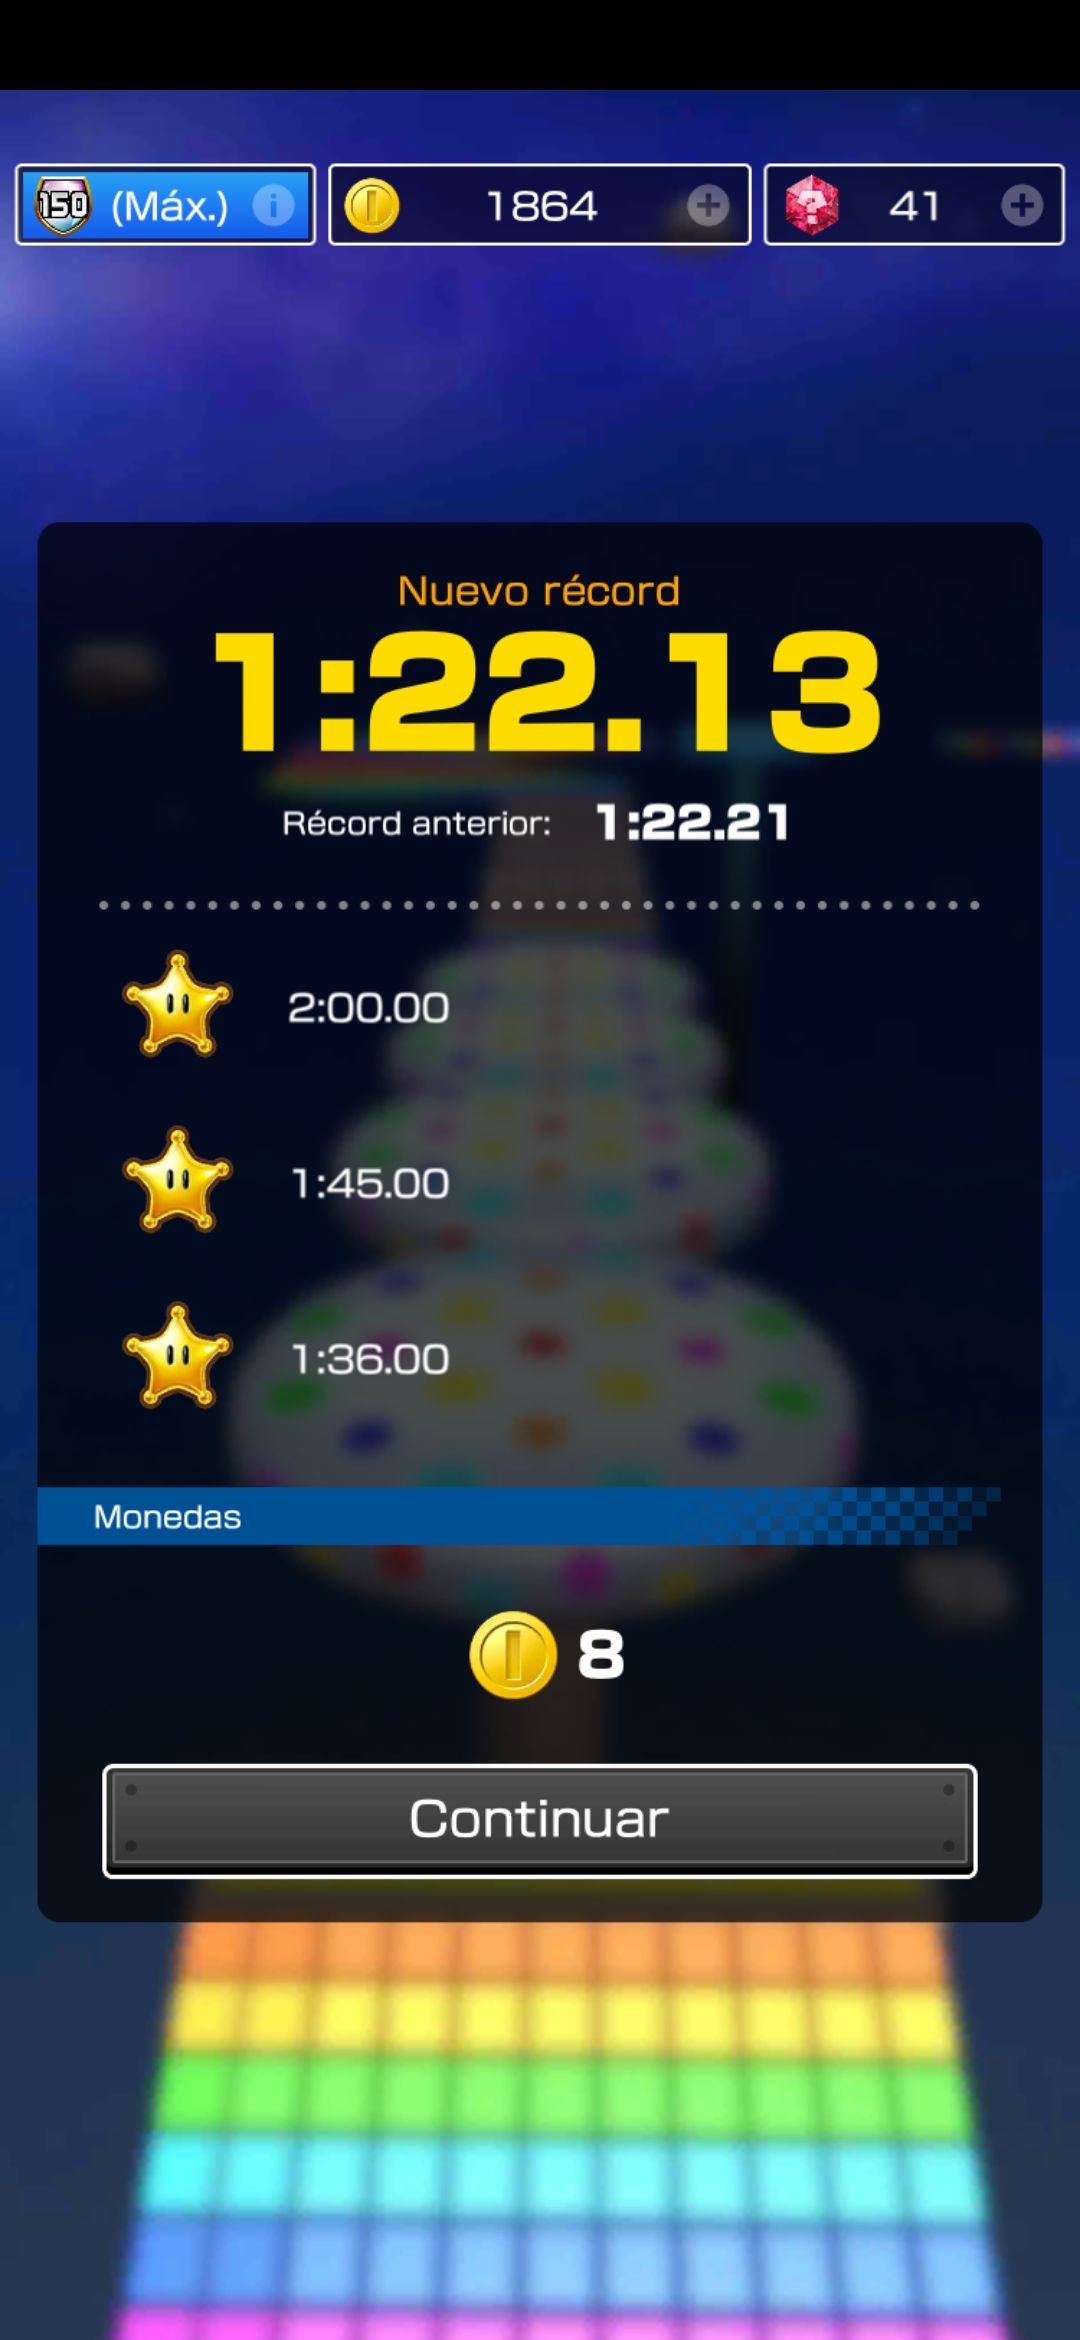 150 (Máx.) i 1864 + ? 41 +
Nuevo récord
1:22.13
Récord anterior: 1:22.21
2:00.00
1:45.00
1:36.00
Monedas
8
Continuar